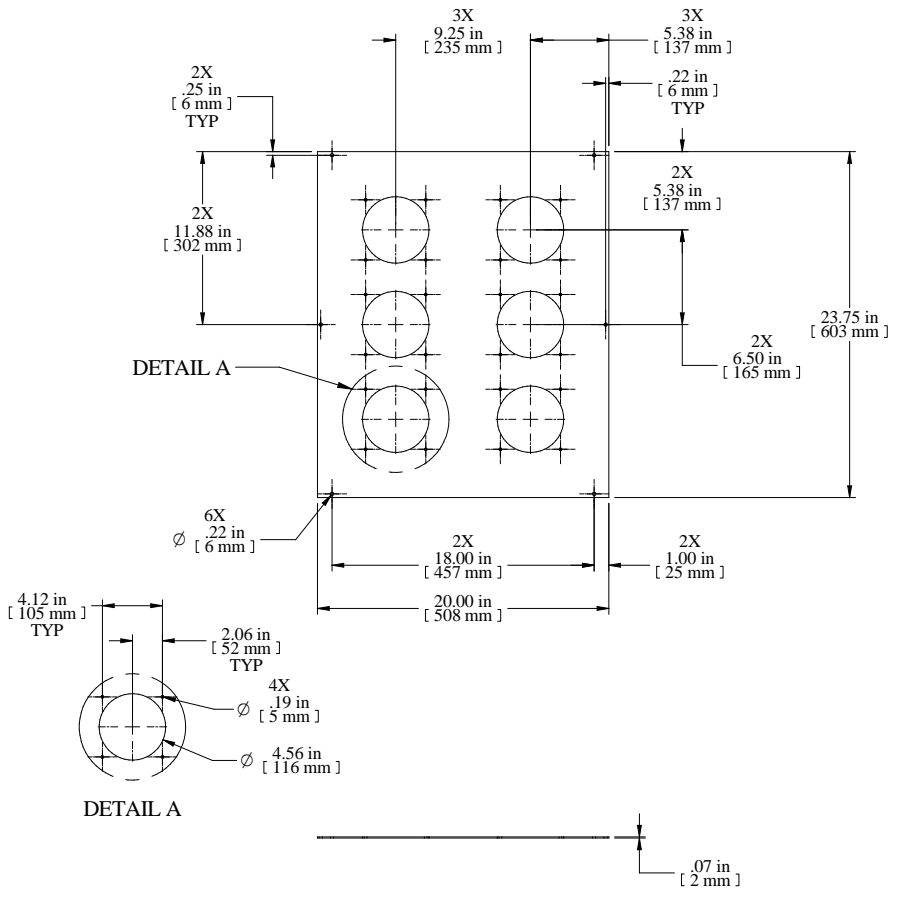 3X
9.25 in
[ 235 mm ]
3X
5.38 in
[ 137 mm ]
2X
.25 in
[ 6 mm ]
TYP
.22 in
[ 6 mm ]
TYP
2X
5.38 in
[ 137 mm ]
2X
11.88 in
[ 302 mm ]
23.75 in
[ 603 mm ]
2X
6.50 in
[ 165 mm ]
DETAIL A
6X
∅ .22 in
[ 6 mm ]
2X
18.00 in
[ 457 mm ]
2X
1.00 in
[ 25 mm ]
20.00 in
[ 508 mm ]
4.12 in
[ 105 mm ]
TYP
2.06 in
[ 52 mm ]
TYP
4X
∅ .19 in
[ 5 mm ]
∅ 4.56 in
[ 116 mm ]
DETAIL A
.07 in
[ 2 mm ]